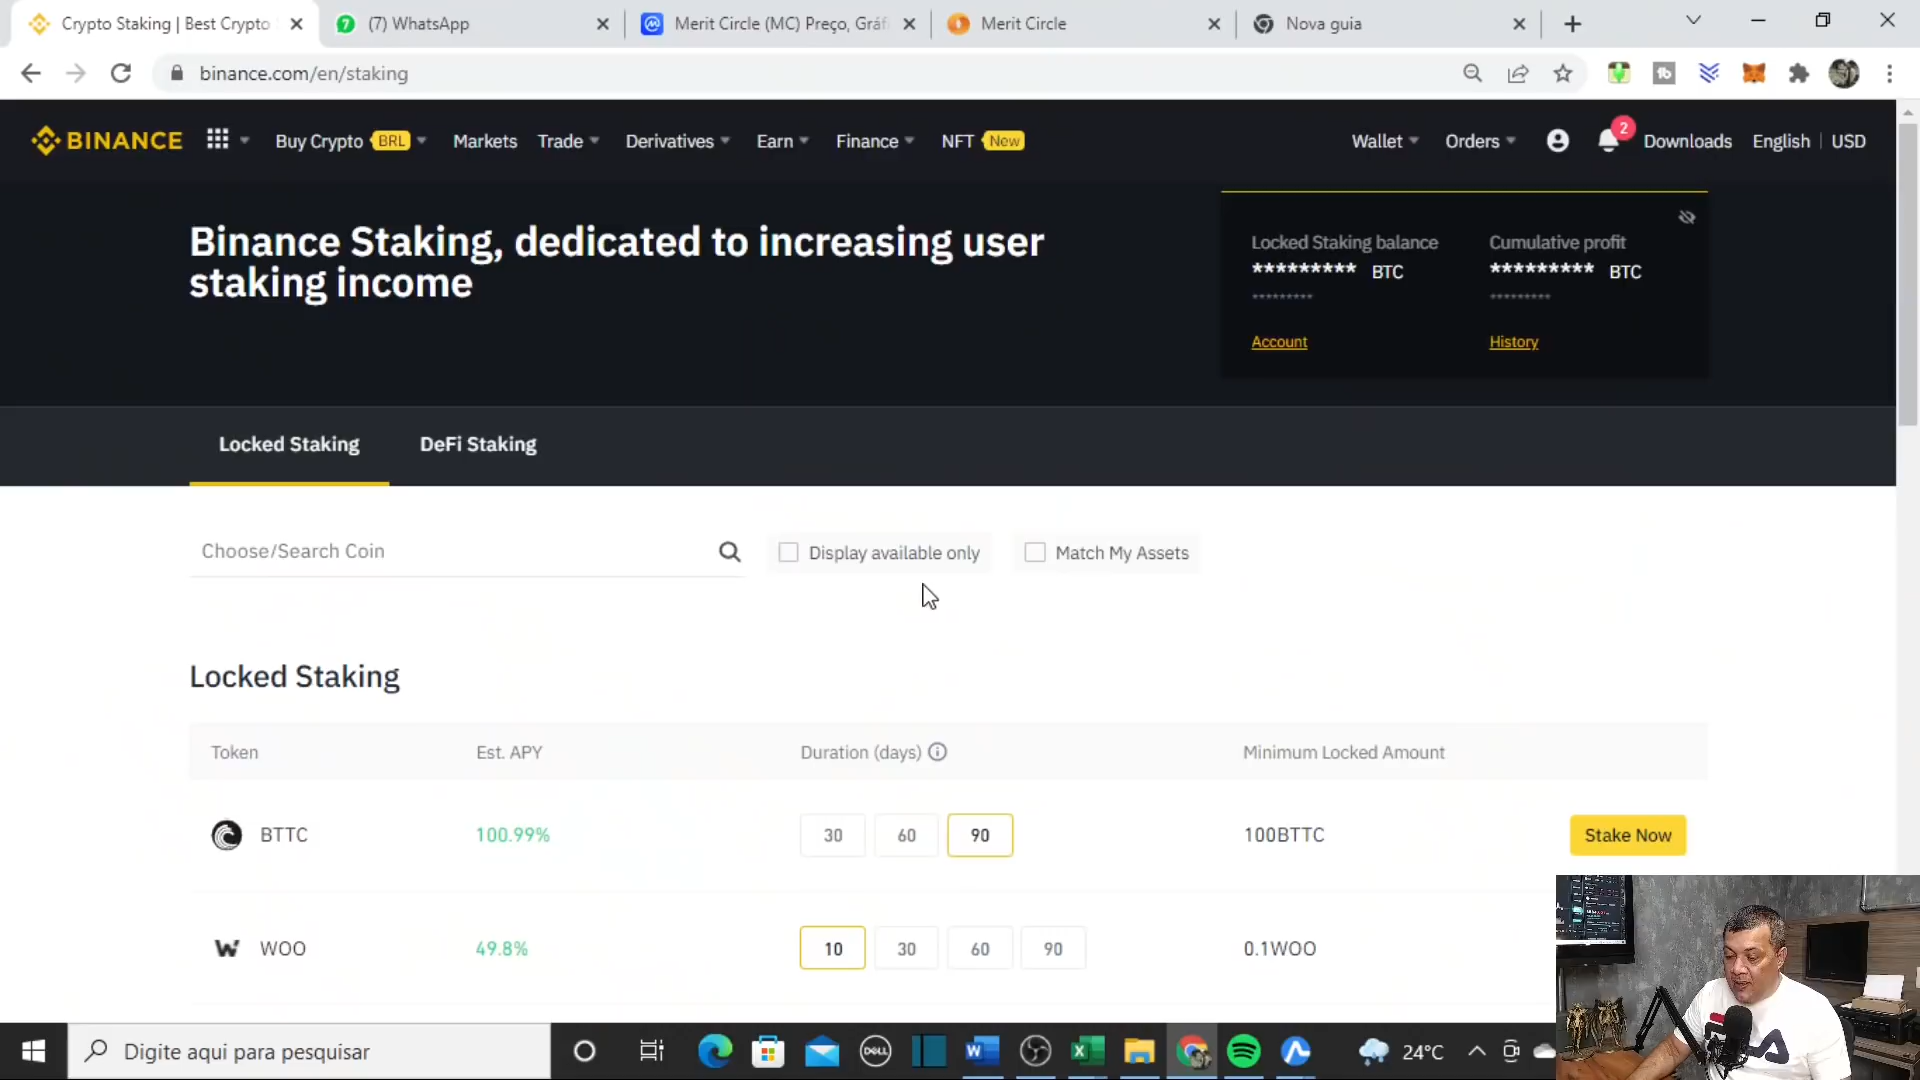 Crypto Staking | Best Crypto
(7) WhatsApp
Merit Circle (MC) Preço, Gráf
Merit Circle
Nova guia
binance.com/en/staking
BINANCE
Buy Crypto BRL
Markets
Trade
Derivatives
Earn
Finance
NFT New
Wallet
Orders
2
Downloads
English | USD
Binance Staking, dedicated to increasing user
staking income
Locked Staking balance
Cumulative profit
********* BTC
********* BTC
*********
*********
Account
History
Locked Staking
DeFi Staking
Choose/Search Coin
Display available only
Match My Assets
Locked Staking
Token
Est. APY
Duration (days)
Minimum Locked Amount
BTTC
100.99%
30
60
90
100BTTC
Stake Now
WOO
49.8%
10
30
60
90
0.1WOO
Digite aqui para pesquisar
DELL
24°C